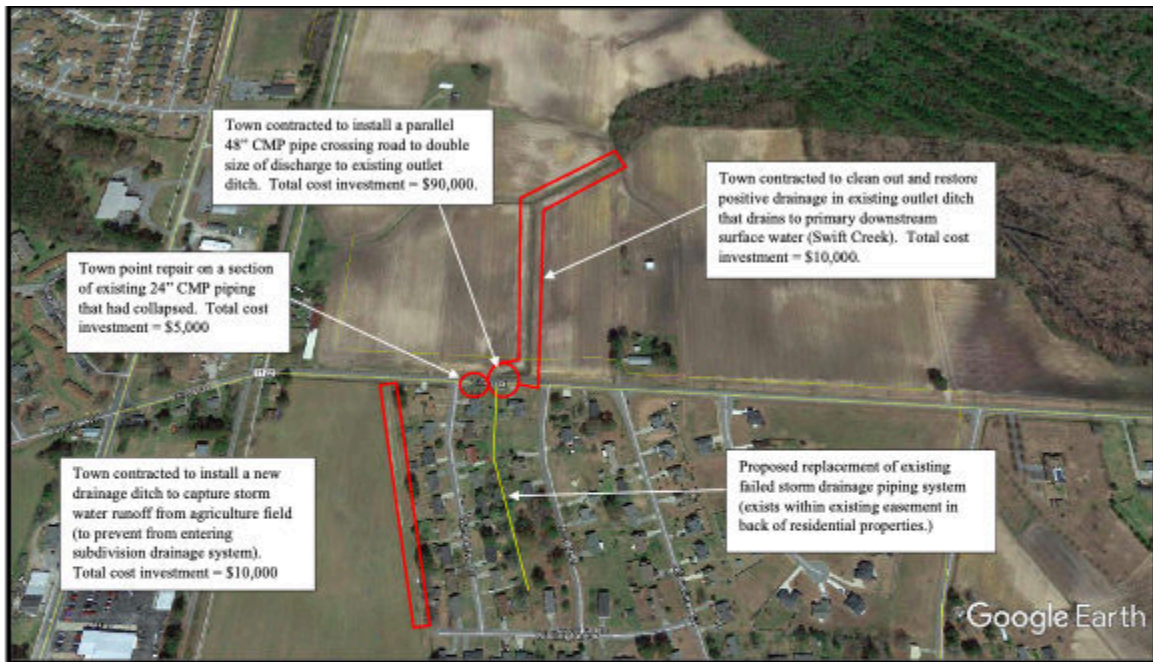 Town contracted to install a parallel
48" CMP pipe crossing road to double
size of discharge to existing outlet
ditch. Total cost investment = $90,000.
Town contracted to clean out and restore
positive drainage in existing outlet ditch
that drains to primary downstream
surface water (Swift Creek). Total cost
investment = $10,000.
Town point repair on a section
of existing 24" CMP piping
that had collapsed. Total cost
investment = $5,000
Town contracted to install a new
drainage ditch to capture storm
water runoff from agriculture field
(to prevent from entering
subdivision drainage system).
Total cost investment = $10,000
Proposed replacement of existing
failed storm drainage piping system
(exists within existing easement in
back of residential properties.)
Google Earth